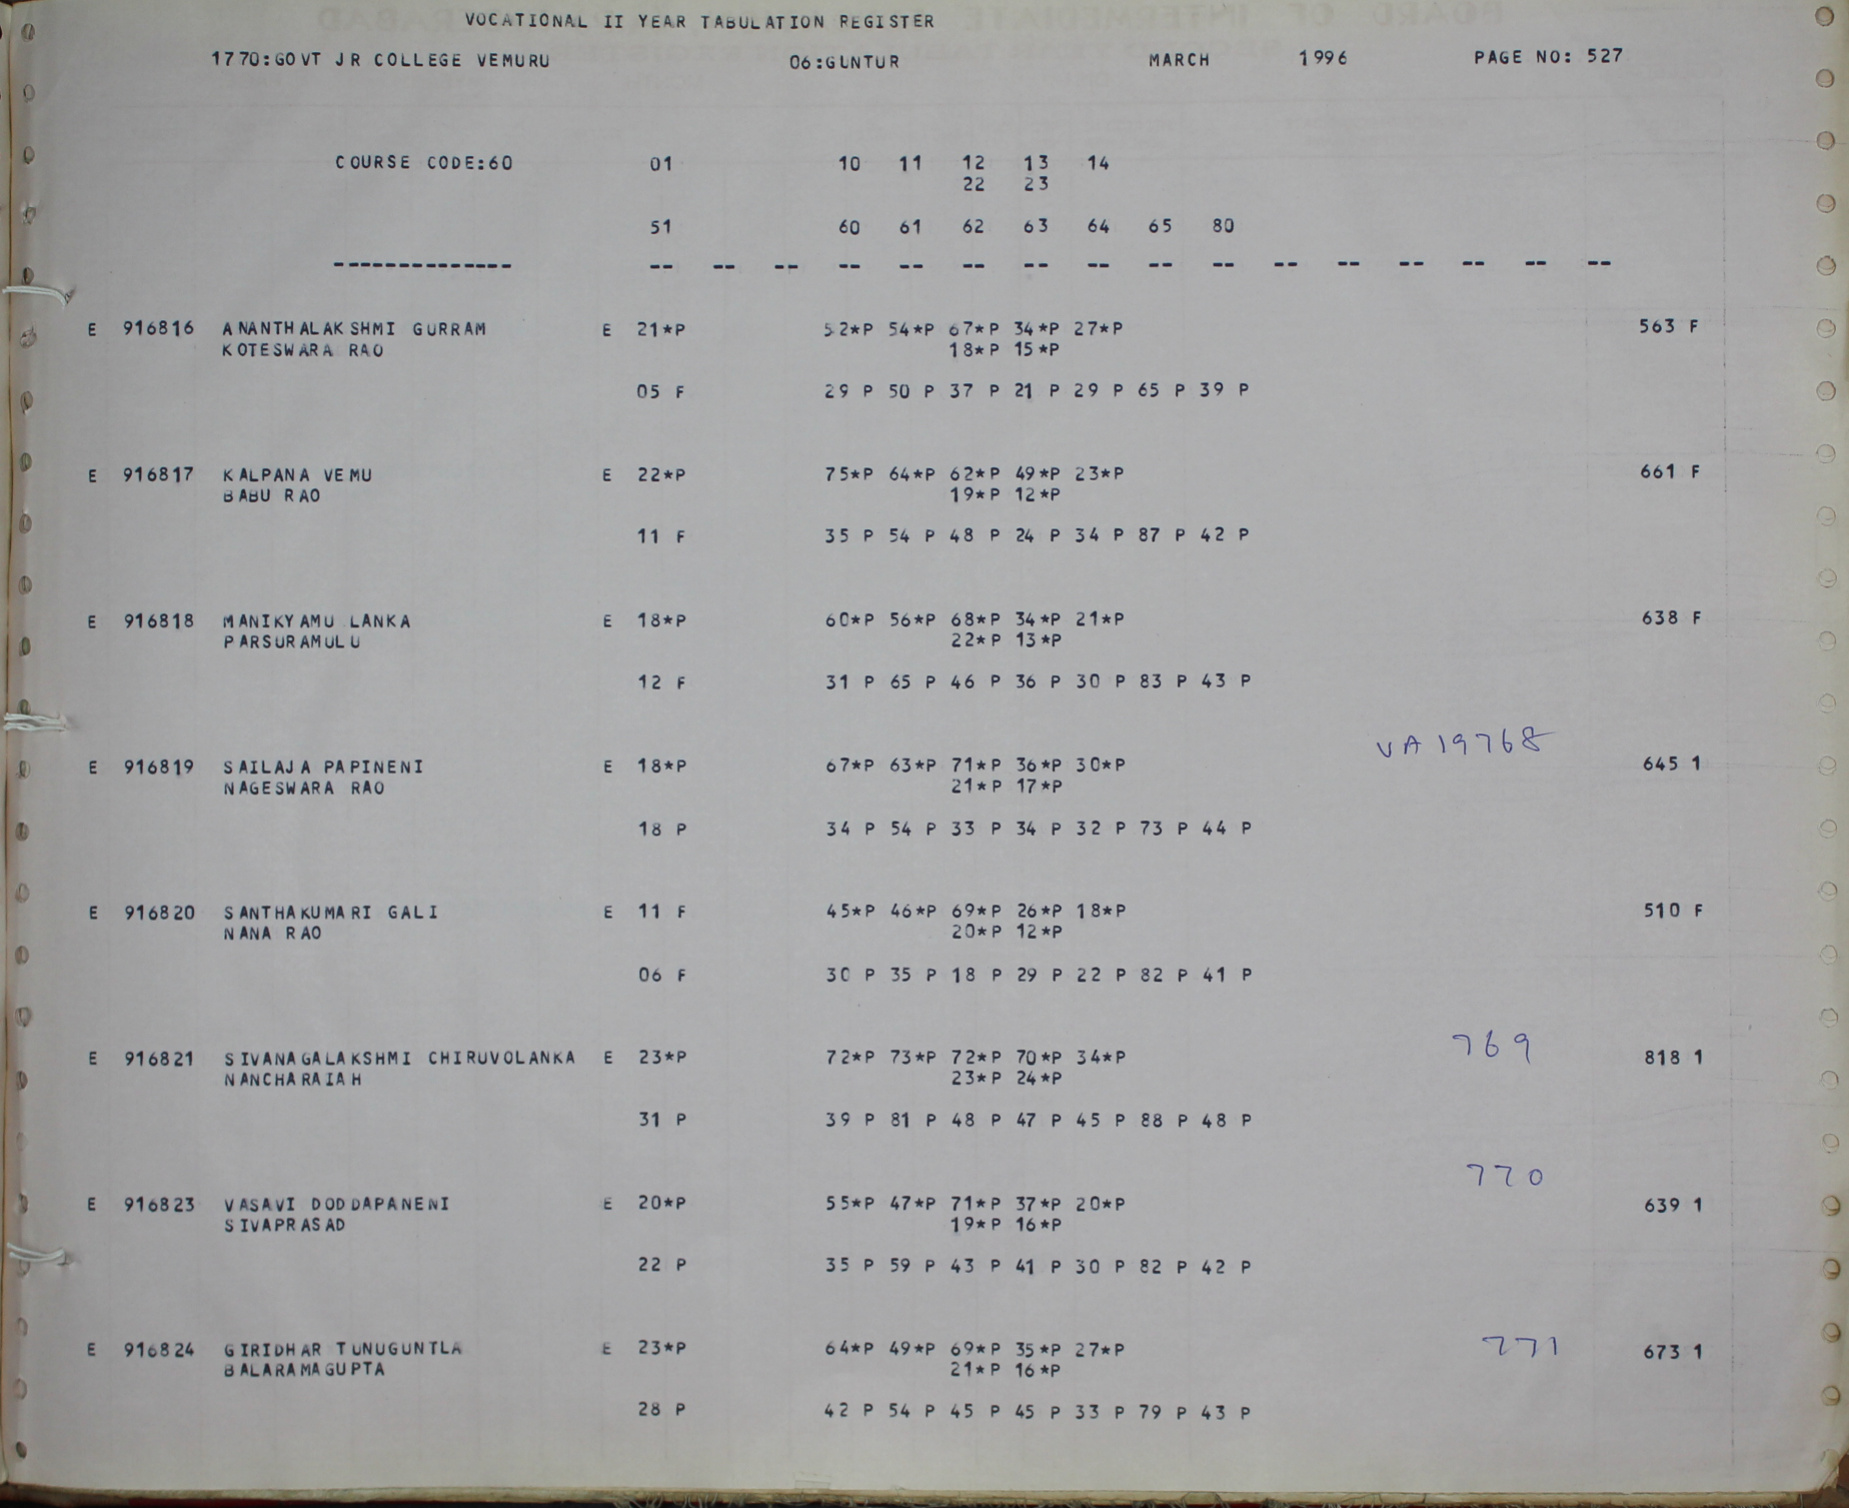 VOCATIONAL II YEAR TABULATION REGISTER
1770:GOVT JR COLLEGE VEMURU 06:GUNTUR MARCH 1996 PAGE NO: 527
COURSE CODE:60 01 10 11 12 13 14
22 23
51 60 61 62 63 64 65 80
-------------- -- -- -- -- -- -- -- -- -- -- -- -- -- -- -- --
E 916816 ANANTHALAKSHMI GURRAM E 21*P 52*P 54*P 67*P 34*P 27*P 563 F
KOTESWARA RAO 18*P 15*P
05 F 29 P 50 P 37 P 21 P 29 P 65 P 39 P
E 916817 KALPANA VEMU E 22*P 75*P 64*P 62*P 49*P 23*P 661 F
BABU RAO 19*P 12*P
11 F 35 P 54 P 48 P 24 P 34 P 87 P 42 P
E 916818 MANIKYAMU LANKA E 18*P 60*P 56*P 68*P 34*P 21*P 638 F
PARSURAMULU 22*P 13*P
12 F 31 P 65 P 46 P 36 P 30 P 83 P 43 P
VA 19768
E 916819 SAILAJA PAPINENI E 18*P 67*P 63*P 71*P 36*P 30*P 645 1
NAGESWARA RAO 21*P 17*P
18 P 34 P 54 P 33 P 34 P 32 P 73 P 44 P
E 916820 SANTHAKUMARI GALI E 11 F 45*P 46*P 69*P 26*P 18*P 510 F
NANA RAO 20*P 12*P
06 F 30 P 35 P 18 P 29 P 22 P 82 P 41 P
769
E 916821 SIVANAGALAKSHMI CHIRUVOLANKA E 23*P 72*P 73*P 72*P 70*P 34*P 818 1
NANCHARAIAH 23*P 24*P
31 P 39 P 81 P 48 P 47 P 45 P 88 P 48 P
770
E 916823 VASAVI DODDAPANENI E 20*P 55*P 47*P 71*P 37*P 20*P 639 1
SIVAPRASAD 19*P 16*P
22 P 35 P 59 P 43 P 41 P 30 P 82 P 42 P
E 916824 GIRIDHAR TUNUGUNTLA E 23*P 64*P 49*P 69*P 35*P 27*P 771 673 1
BALARAMAGUPTA 21*P 16*P
28 P 42 P 54 P 45 P 45 P 33 P 79 P 43 P